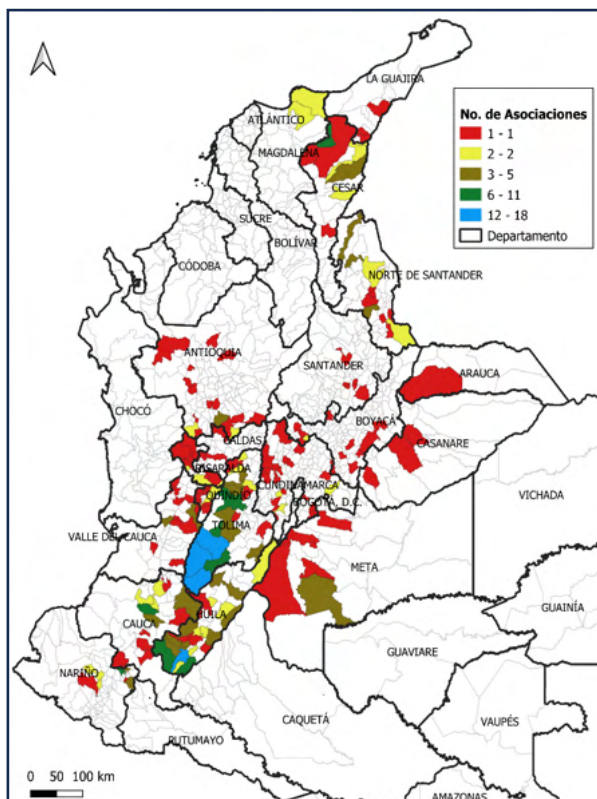 LA GUAJIRA
ATLÁNTICO
MAGDALENA
CESAR
SUCRE
BOLÍVAR
CÓRDOBA
NORTE DE SANTANDER
ANTIOQUIA
SANTANDER
ARAUCA
CHOCÓ
BOYACÁ
CASANARE
CALDAS
RISARALDA
CUNDINAMARCA
QUINDÍO
BOGOTÁ, D.C.
VICHADA
TOLIMA
VALLE DEL CAUCA
META
GUAINÍA
CAUCA
HUILA
GUAVIARE
NARIÑO
CAQUETÁ
VAUPÉS
PUTUMAYO
AMAZONAS
No. de Asociaciones
1 - 1
2 - 2
3 - 5
6 - 11
12 - 18
Departamento
0 50 100 km